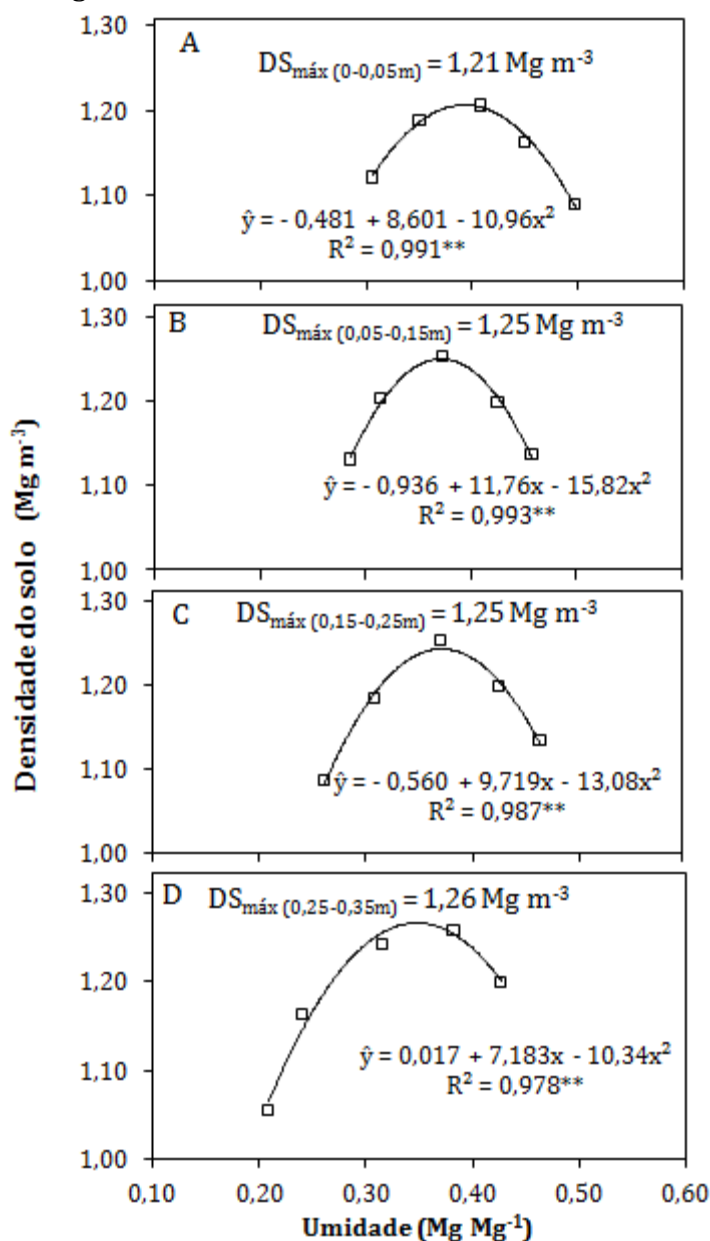 A
DSmáx (0-0,05m) = 1,21 Mg m⁻³
ŷ = - 0,481 + 8,601 - 10,96x²
R² = 0,991**
1,30
1,20
1,10
1,00
B
DSmáx (0,05-0,15m) = 1,25 Mg m⁻³
ŷ = - 0,936 + 11,76x - 15,82x²
R² = 0,993**
1,30
1,20
1,10
1,00
C
DSmáx (0,15-0,25m) = 1,25 Mg m⁻³
ŷ = - 0,560 + 9,719x - 13,08x²
R² = 0,987**
1,30
1,20
1,10
1,00
D
DSmáx (0,25-0,35m) = 1,26 Mg m⁻³
ŷ = 0,017 + 7,183x - 10,34x²
R² = 0,978**
1,30
1,20
1,10
1,00
0,10 0,20 0,30 0,40 0,50 0,60
Umidade (Mg Mg⁻¹)
Densidade do solo (Mg m⁻³)